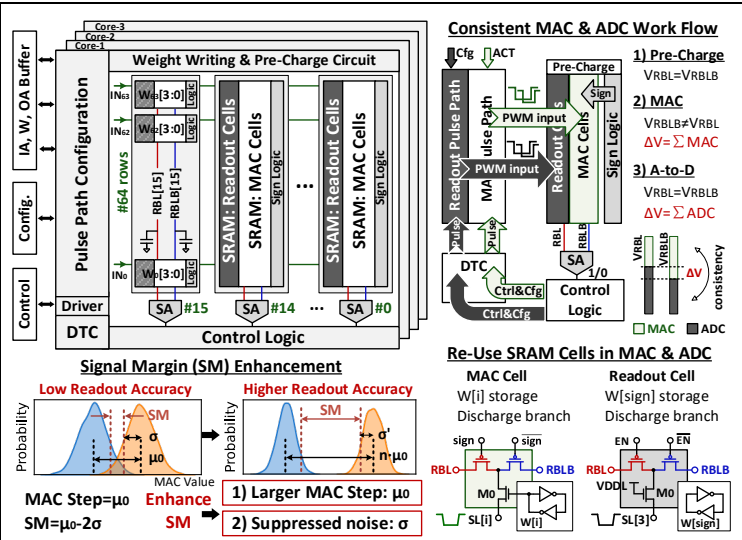 Core-3
Core-2
Core-1
Weight Writing & Pre-Charge Circuit
IA, W, OA Buffer
Config.
Control
Pulse Path Configuration
Driver
DTC
IN63
W63[3:0]
Logic
IN62
W62[3:0]
Logic
#64 rows
RBL[15]
RBLB[15]
IN0
W0[3:0]
Logic
SRAM: Readout Cells
SRAM: MAC Cells
Sign Logic
...
SRAM: Readout Cells
SRAM: MAC Cells
Sign Logic
SA #15
SA #14
...
SA #0
Control Logic
Consistent MAC & ADC Work Flow
Cfg
ACT
Readout Pulse Path
MAC Pulse Path
PWM input
PWM input
Pre-Charge
Readout Cells
MAC Cells
Sign
Sign Logic
RBL
RBLB
SA
1/0
Pulse
Pulse
DTC
Ctrl&Cfg
Ctrl&Cfg
Control
Logic
1) Pre-Charge
VRBL=VRBLB
2) MAC
VRBLB≠VRBL
ΔV=∑ MAC
3) A-to-D
VRBL=VRBLB
ΔV=∑ ADC
VRBL
VRBLB
ΔV
consistency
MAC
ADC
Signal Margin (SM) Enhancement
Low Readout Accuracy
Higher Readout Accuracy
Probability
SM
σ
μ0
MAC Value
Probability
SM
σ'
n·μ0
MAC Step=μ0
SM=μ0-2σ
Enhance
SM
1) Larger MAC Step: μ0
2) Suppressed noise: σ
Re-Use SRAM Cells in MAC & ADC
MAC Cell
W[i] storage
Discharge branch
sign
sign
RBL
RBLB
M0
SL[i]
W[i]
Readout Cell
W[sign] storage
Discharge branch
EN
EN
RBL
RBLB
VDDL
M0
SL[3]
W[sign]